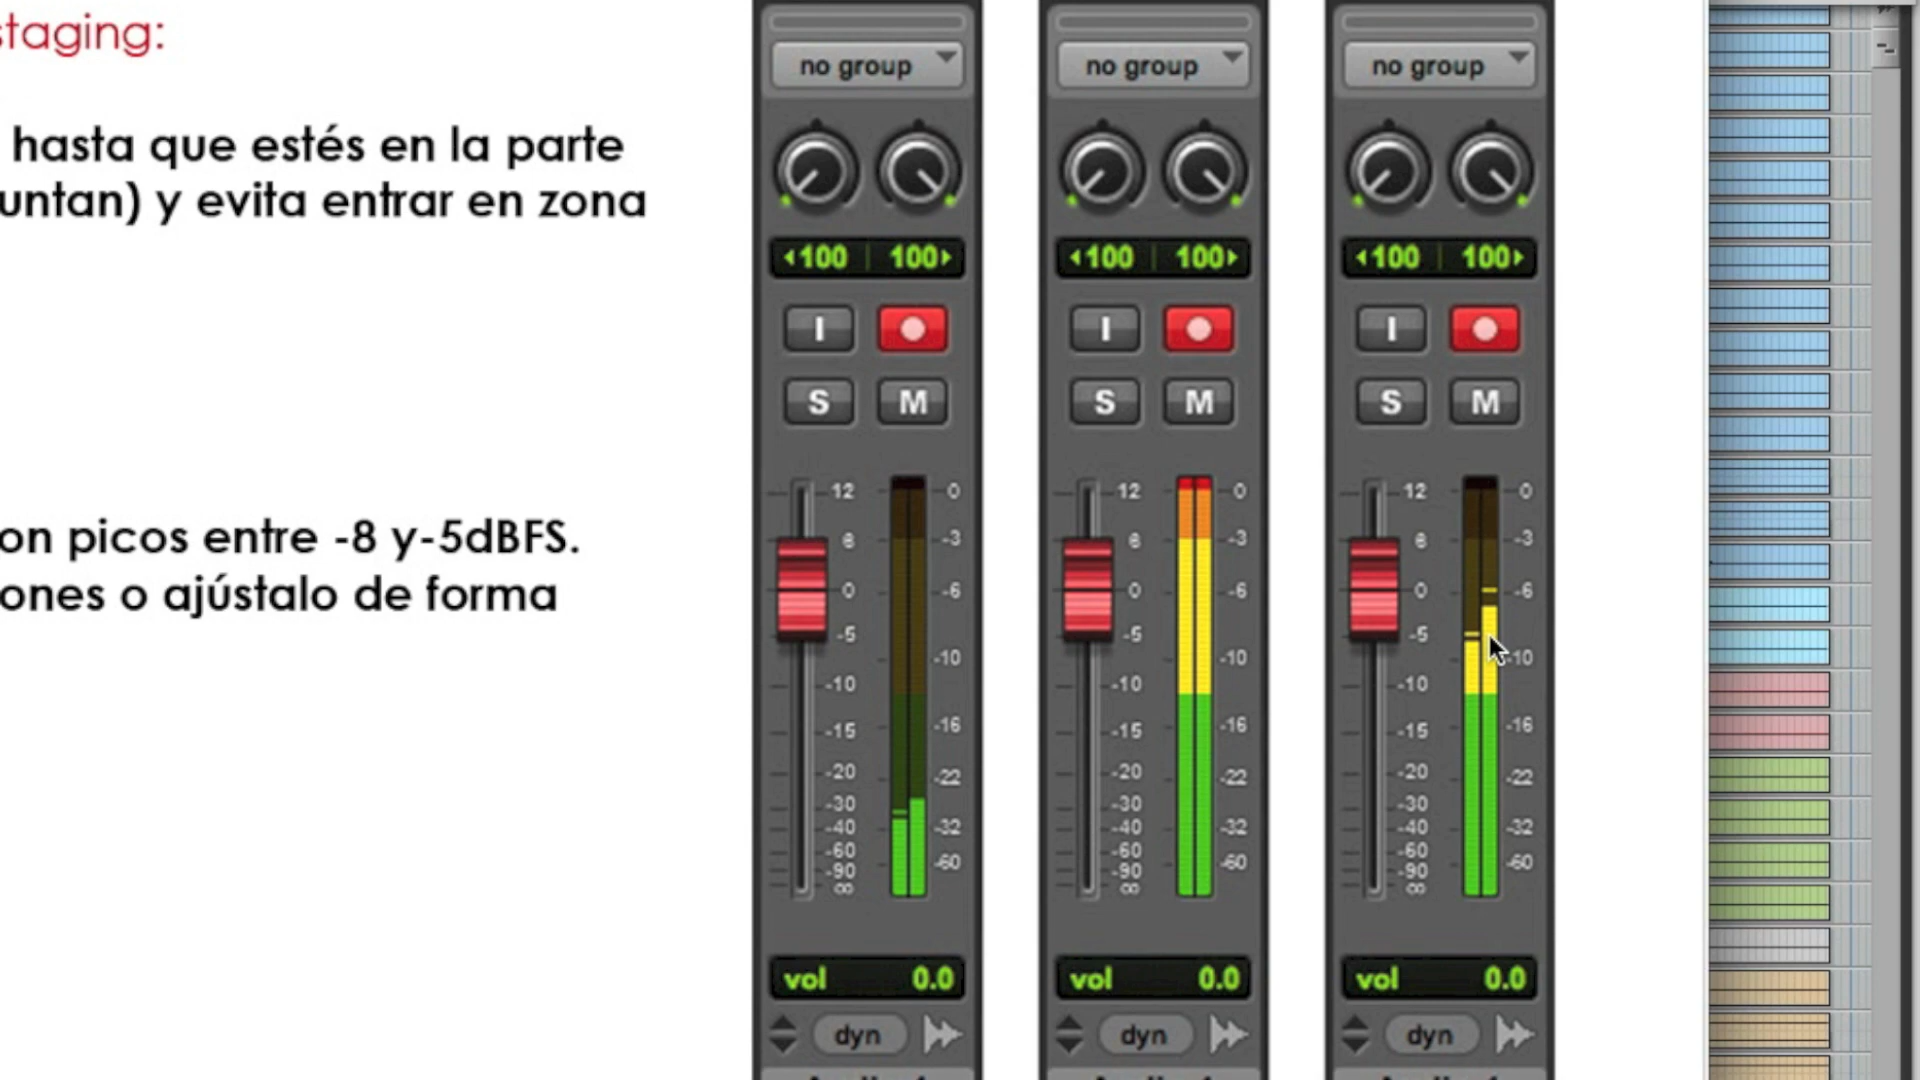 staging:
hasta que estés en la parte
untan) y evita entrar en zona
on picos entre -8 y-5dBFS.
ones o ajústalo de forma
no group
100 100
I
S M
12 0
6 -3
0 -6
-5
-10
-10
-15 -16
-20 -22
-30
-40 -32
-60 -60
-90
∞
vol 0.0
dyn
no group
100 100
I
S M
12 0
6 -3
0 -6
-5
-10
-10
-15 -16
-20 -22
-30
-40 -32
-60 -60
-90
∞
vol 0.0
dyn
no group
100 100
I
S M
12 0
6 -3
0 -6
-5
-10
-10
-15 -16
-20 -22
-30
-40 -32
-60 -60
-90
∞
vol 0.0
dyn